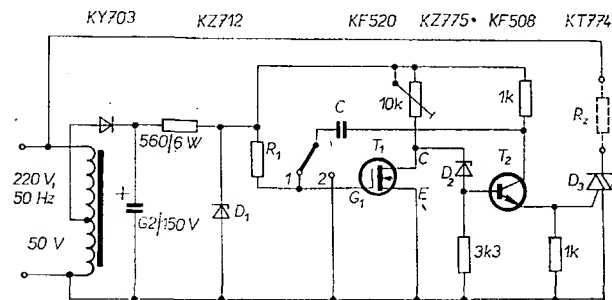 KY703 KZ712 KF520 KZ775 KF508 KT774
C 10k 1k
560/6 W R₁ T₁ C T₂ R_z
220 V, 50 Hz
1 2 D₂ D₃
G2/150 V D₁ G₁ E
50 V 3k3 1k